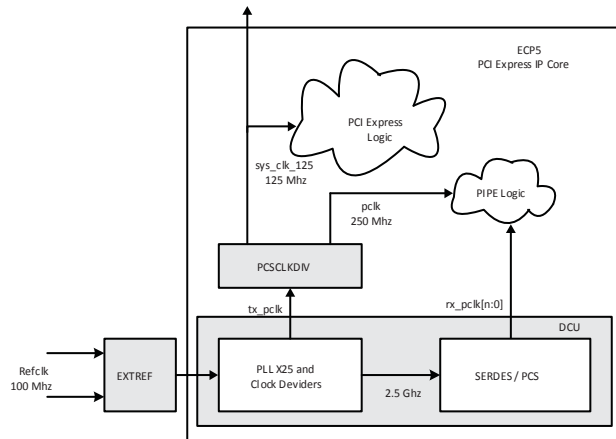 ECP5
PCI Express IP Core
PCI Express
Logic
sys_clk_125
125 Mhz
pclk
250 Mhz
PIPE Logic
PCSCLKDIV
tx_pclk
rx_pclk[n:0]
DCU
Refclk
100 Mhz
EXTREF
PLL X25 and
Clock Deviders
2.5 Ghz
SERDES / PCS